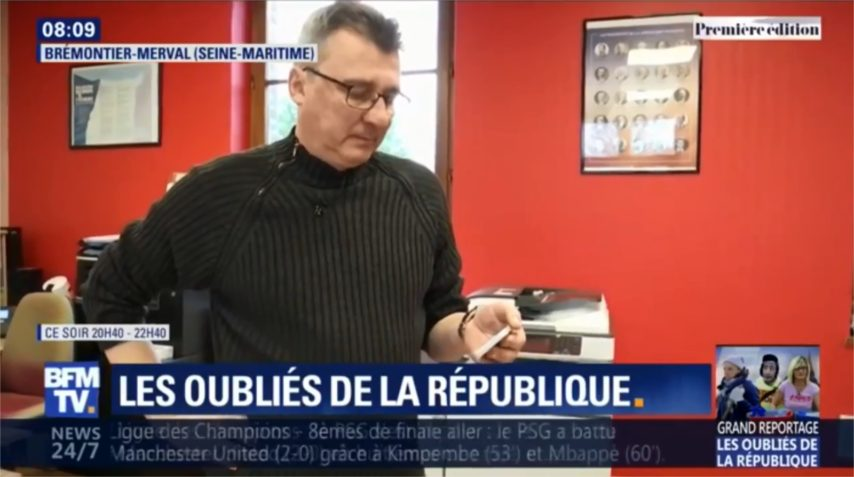 08:09
BRÉMONTIER-MERVAL (SEINE-MARITIME)
Première édition
CE SOIR 20H40 - 22H40
BFM
TV.
LES OUBLIÉS DE LA RÉPUBLIQUE.
NEWS
24/7
igue des Champions - 8èmes de finale aller : le PSG a battu
Manchester United (2-0) grâce à Kimpembe (53') et Mbappé (60').
GRAND REPORTAGE
LES OUBLIÉS DE
LA RÉPUBLIQUE